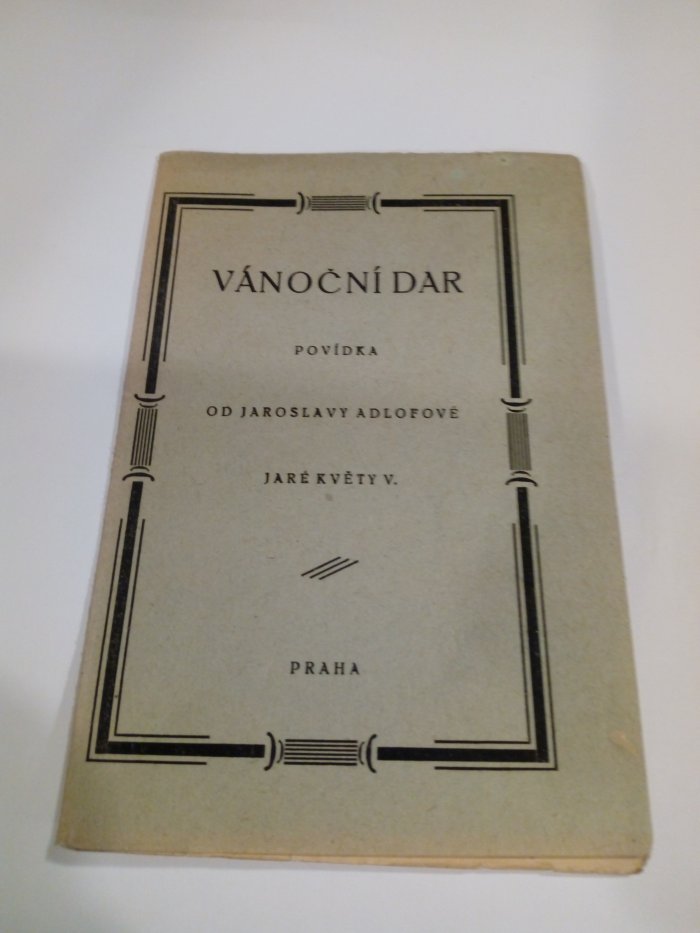 VÁNOČNÍ DAR
POVÍDKA
OD JAROSLAVY ADLOFOVÉ
JARÉ KVĚTY V.
PRAHA